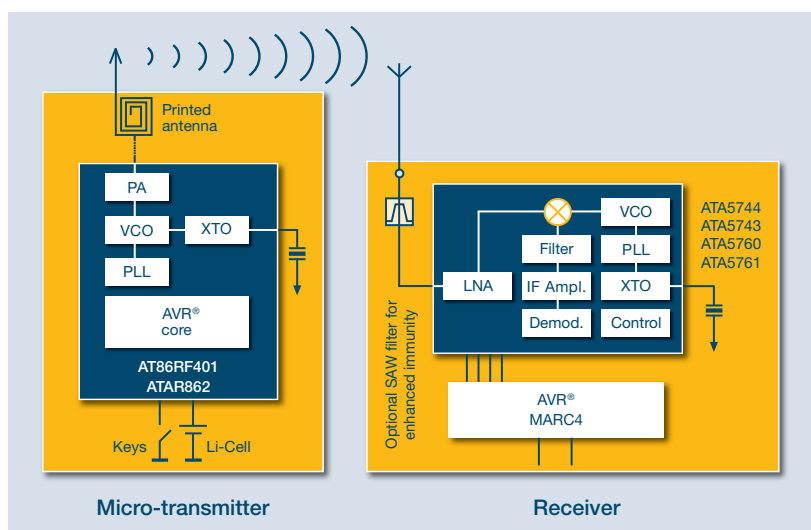 Printed
antenna
PA
VCO
XTO
PLL
AVR®
core
AT86RF401
ATAR862
Keys
Li-Cell
Micro-transmitter
Optional SAW filter for
enhanced immunity
LNA
Filter
IF Ampl.
Demod.
VCO
PLL
XTO
Control
ATA5744
ATA5743
ATA5760
ATA5761
AVR®
MARC4
Receiver